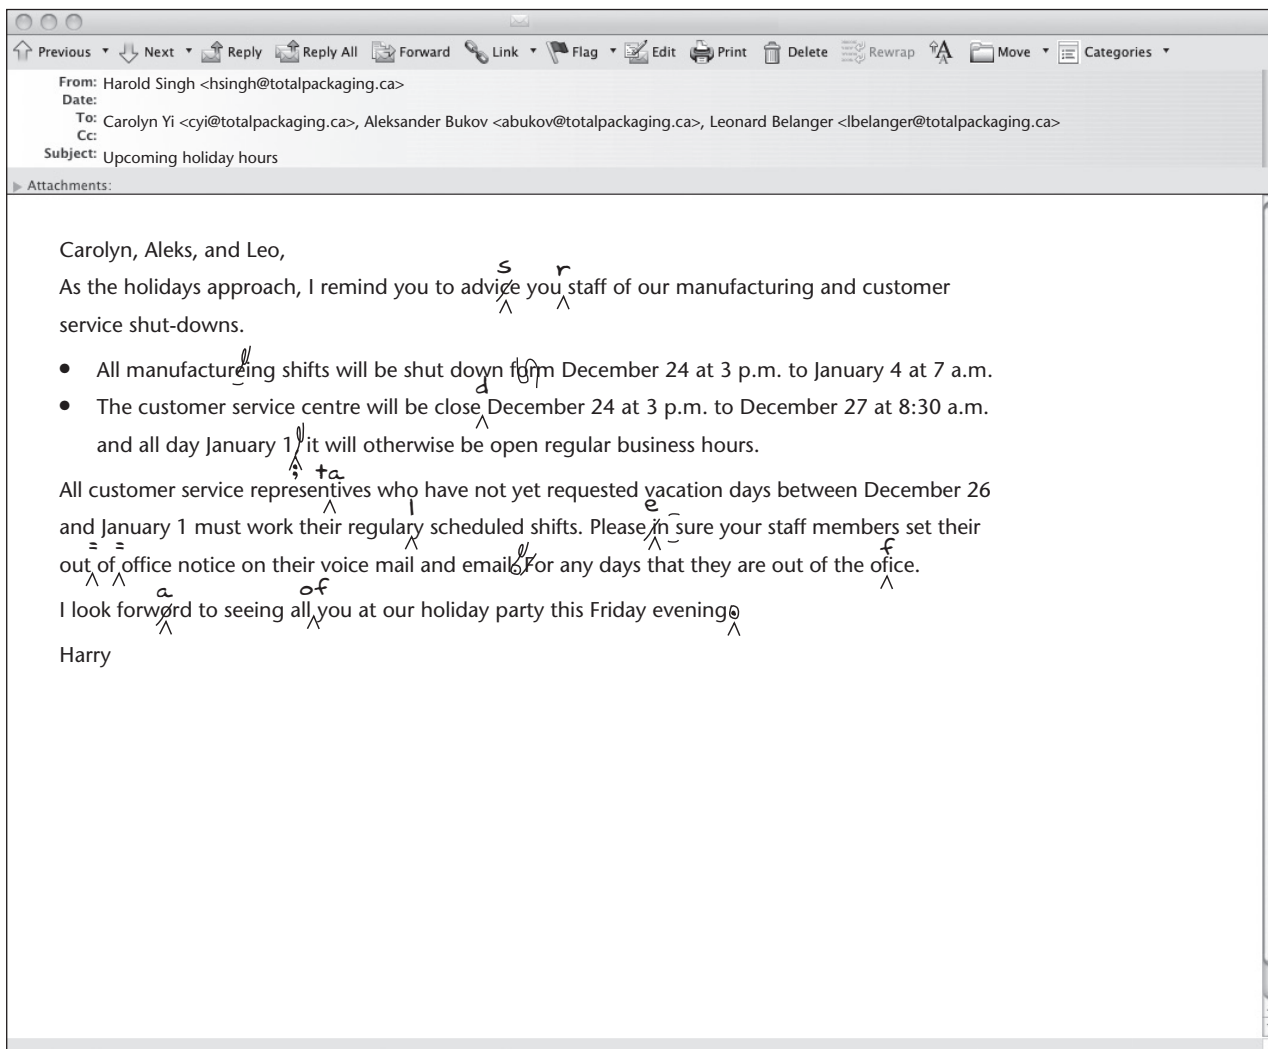 Previous Next Reply Reply All Forward Link Flag Edit Print Delete Rewrap A Move Categories
From: Harold Singh <hsingh@totalpackaging.ca>
Date:
To: Carolyn Yi <cyi@totalpackaging.ca>, Aleksander Bukov <abukov@totalpackaging.ca>, Leonard Belanger <lbelanger@totalpackaging.ca>
Cc:
Subject: Upcoming holiday hours
Attachments:
Carolyn, Aleks, and Leo,
s r
As the holidays approach, I remind you to advice you staff of our manufacturing and customer
service shut-downs.
• All manufactureing shifts will be shut down form December 24 at 3 p.m. to January 4 at 7 a.m.
d
• The customer service centre will be close December 24 at 3 p.m. to December 27 at 8:30 a.m.
and all day January 1, it will otherwise be open regular business hours.
; ta
All customer service representives who have not yet requested vacation days between December 26
l e
and January 1 must work their regulary scheduled shifts. Please in sure your staff members set their
= = f
out of office notice on their voice mail and email. For any days that they are out of the ofice.
a of
I look forword to seeing all you at our holiday party this Friday evening.
Harry